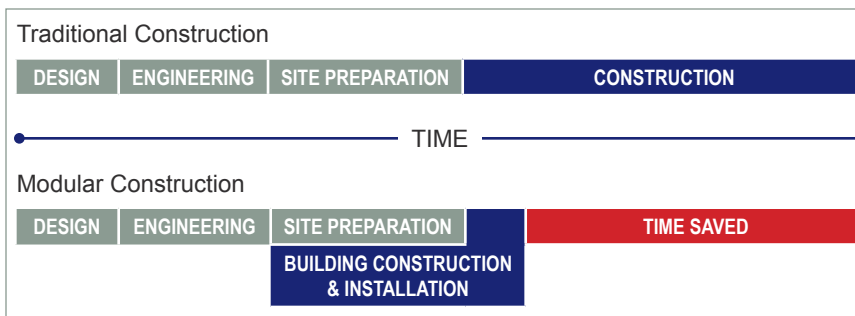 Traditional Construction
DESIGN ENGINEERING SITE PREPARATION CONSTRUCTION
TIME
Modular Construction
DESIGN ENGINEERING SITE PREPARATION TIME SAVED
BUILDING CONSTRUCTION
& INSTALLATION